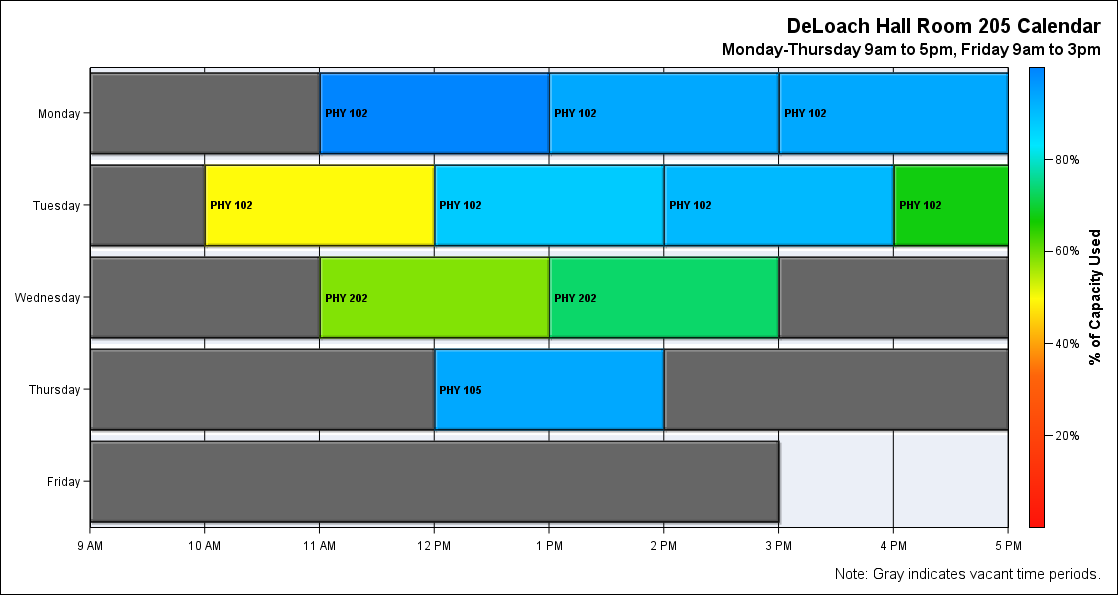 DeLoach Hall Room 205 Calendar
Monday-Thursday 9am to 5pm, Friday 9am to 3pm
Monday
PHY 102
PHY 102
PHY 102
Tuesday
PHY 102
PHY 102
PHY 102
PHY 102
Wednesday
PHY 202
PHY 202
Thursday
PHY 105
Friday
9 AM
10 AM
11 AM
12 PM
1 PM
2 PM
3 PM
4 PM
5 PM
80%
60%
40%
20%
% of Capacity Used
Note: Gray indicates vacant time periods.